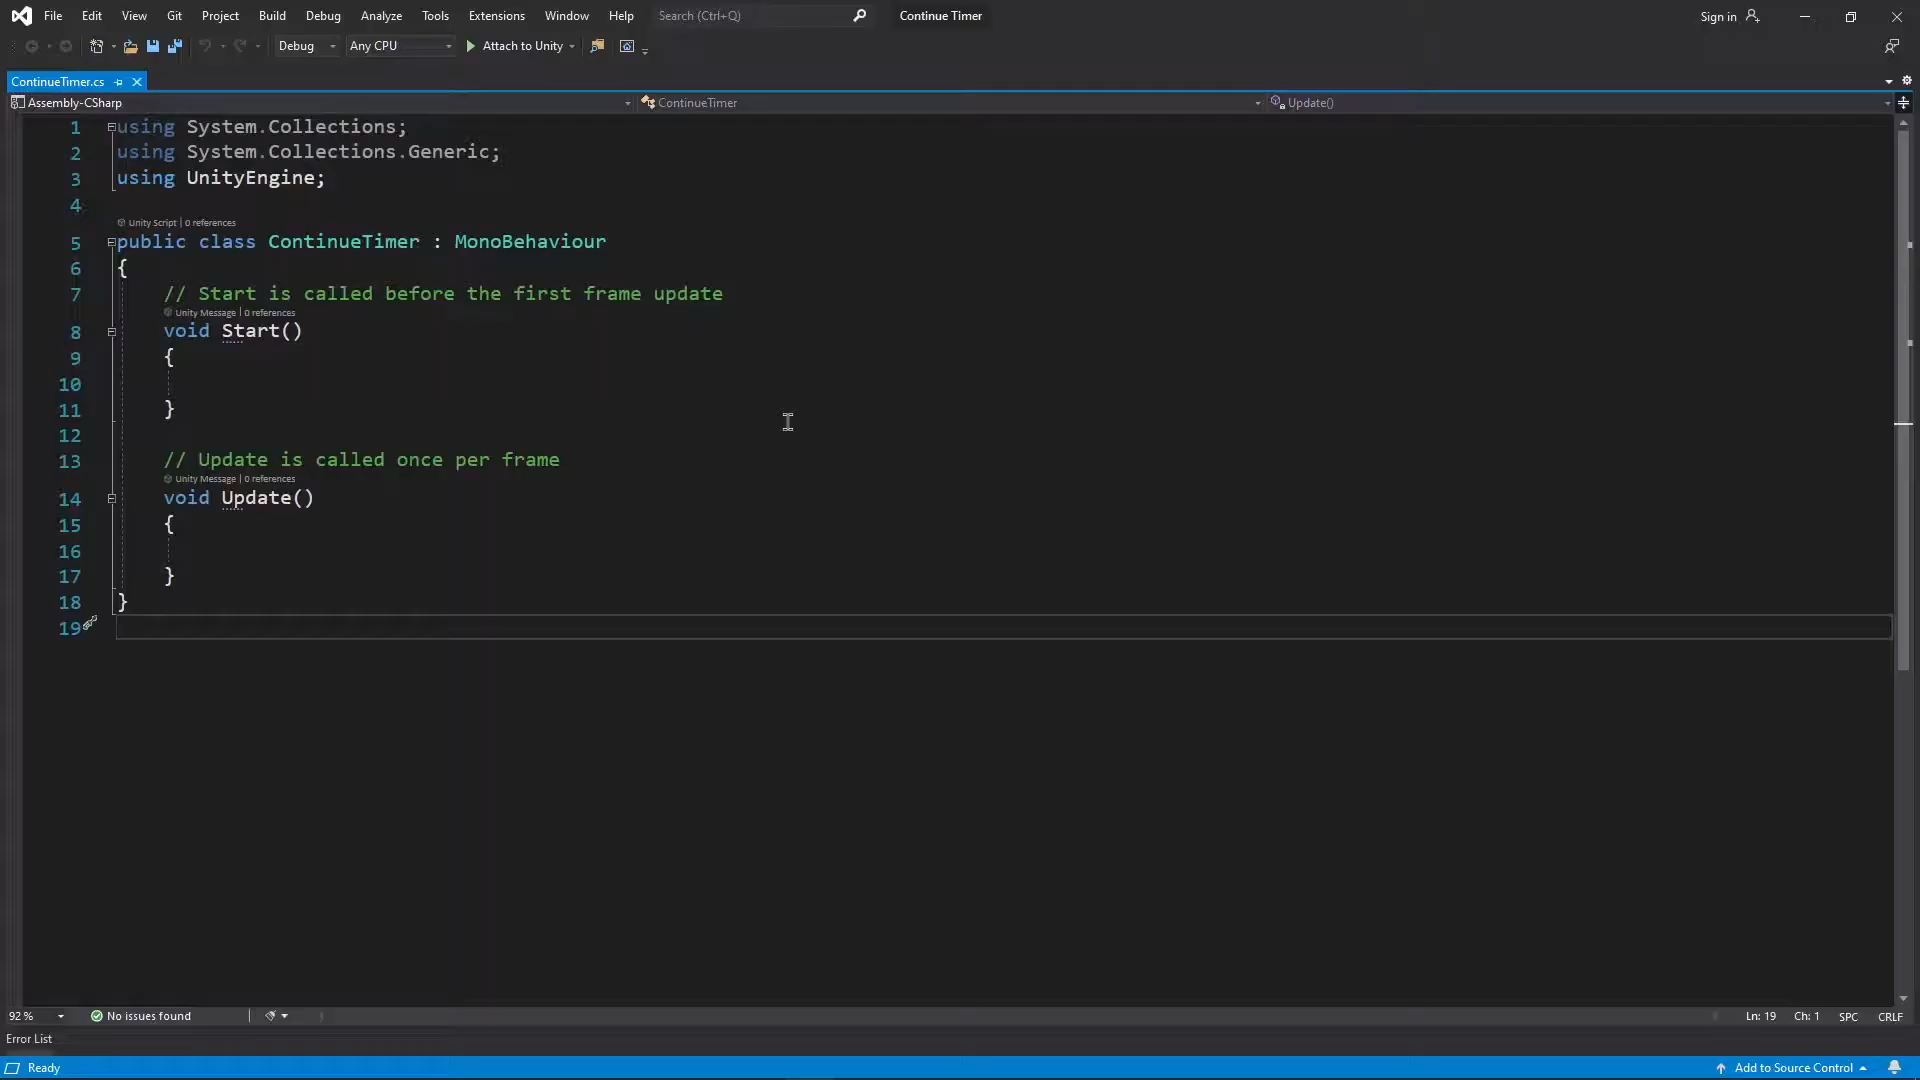 File Edit View Git Project Build Debug Analyze Tools Extensions Window Help Search (Ctrl+Q) Continue Timer Sign in
Debug Any CPU Attach to Unity
ContinueTimer.cs
Assembly-CSharp ContinueTimer Update()
1 using System.Collections;
2 using System.Collections.Generic;
3 using UnityEngine;
4
Unity Script | 0 references
5 public class ContinueTimer : MonoBehaviour
6 {
7 // Start is called before the first frame update
Unity Message | 0 references
8 void Start()
9 {
10
11 }
12
13 // Update is called once per frame
Unity Message | 0 references
14 void Update()
15 {
16
17 }
18 }
19
92 % No issues found Ln: 19 Ch: 1 SPC CRLF
Error List
Ready Add to Source Control